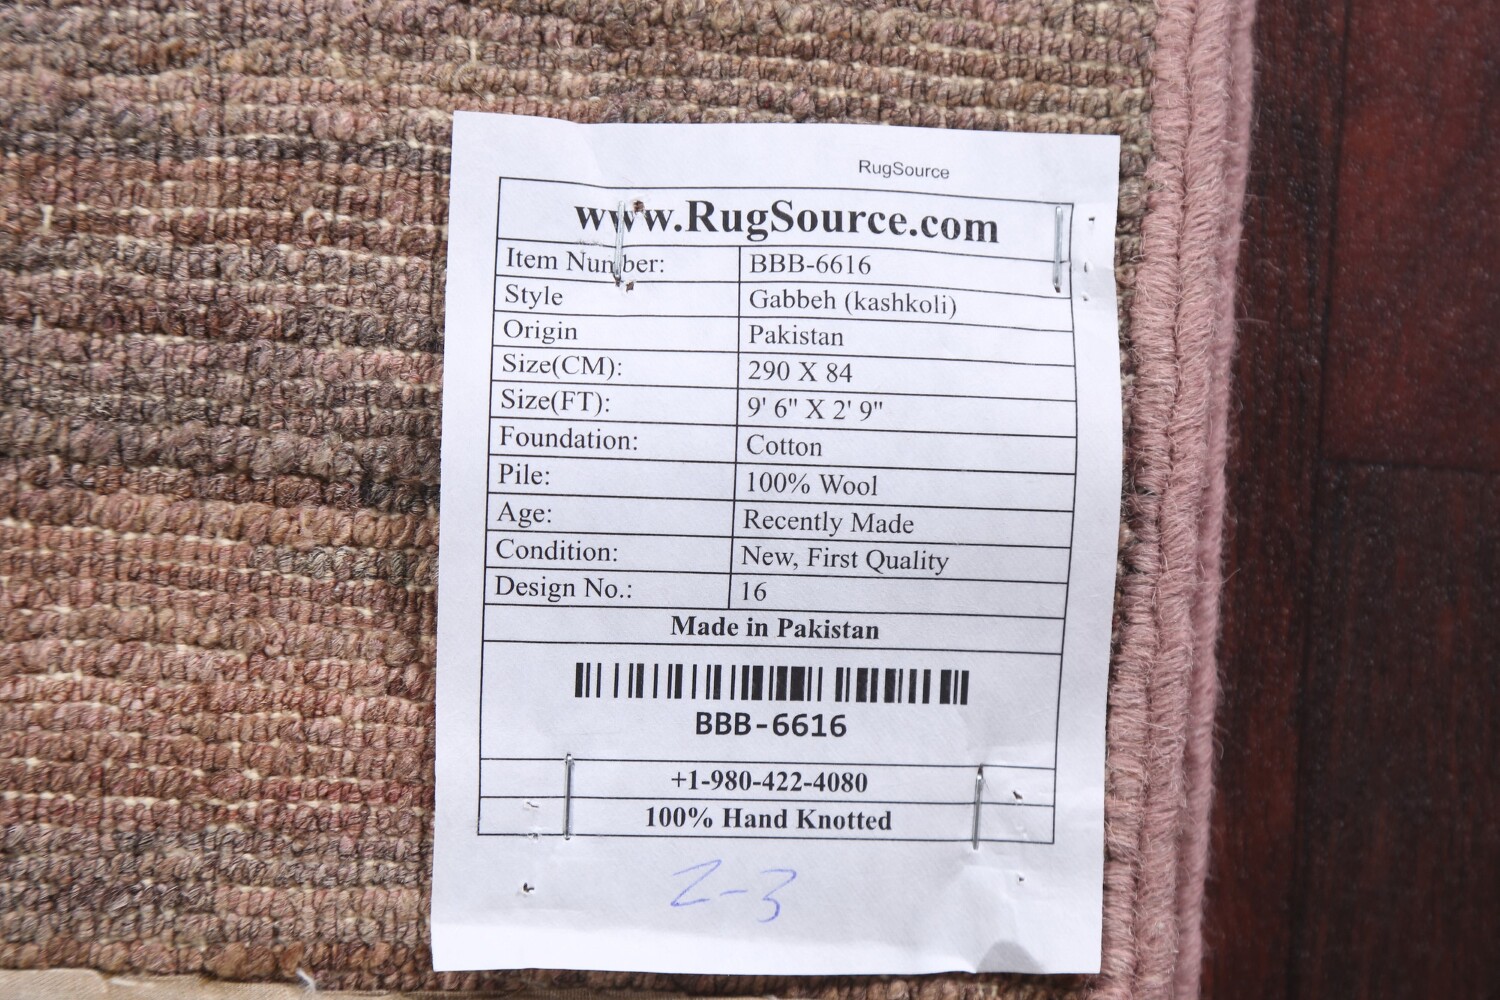 RugSource
www.RugSource.com
Item Number: BBB-6616
Style Gabbeh (kashkoli)
Origin Pakistan
Size(CM): 290 X 84
Size(FT): 9' 6" X 2' 9"
Foundation: Cotton
Pile: 100% Wool
Age: Recently Made
Condition: New, First Quality
Design No.: 16
Made in Pakistan
BBB-6616
+1-980-422-4080
100% Hand Knotted
2-3